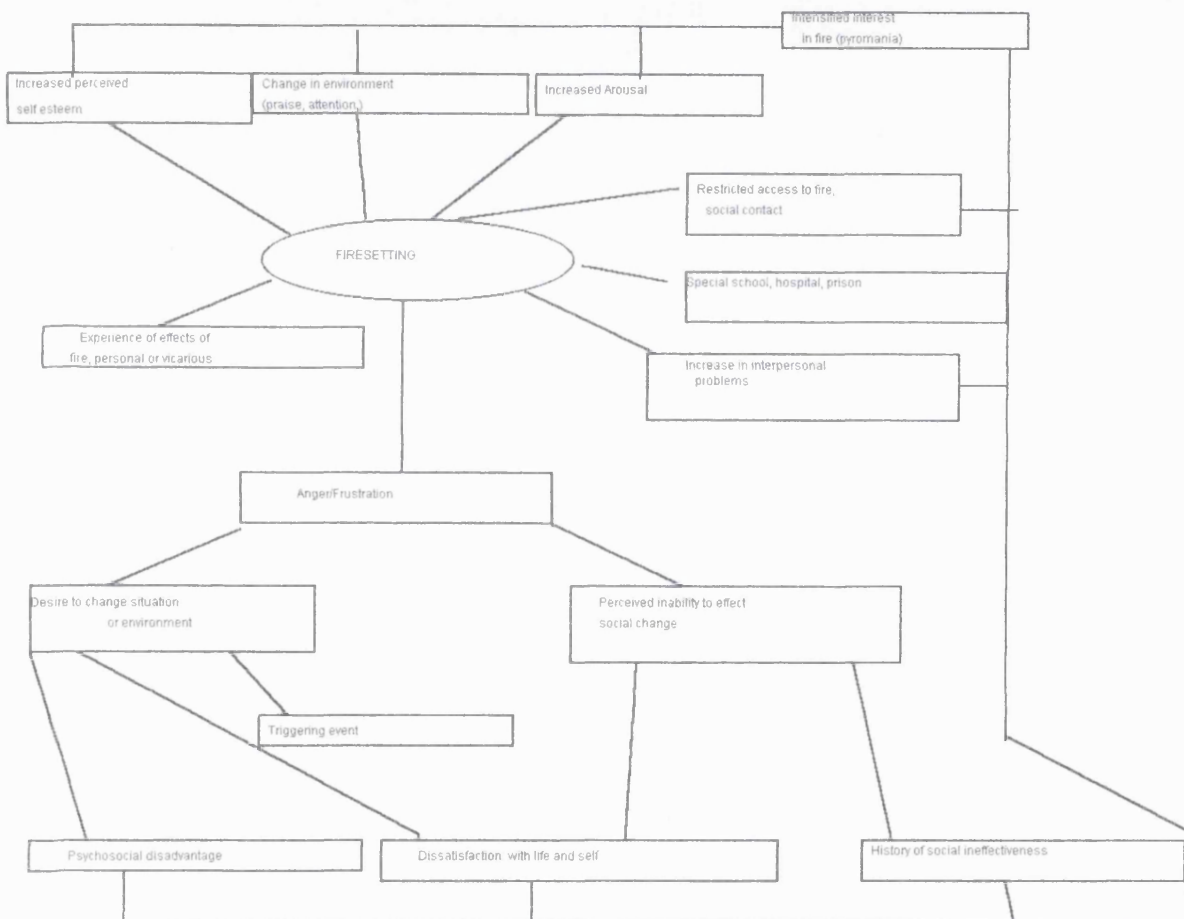 Intensified interest
in fire (pyromania)
Increased perceived
self esteem
Change in environment
(praise, attention,)
Increased Arousal
Restricted access to fire,
social contact
FIRESETTING
Special school, hospital, prison
Experience of effects of
fire, personal or vicarious
Increase in interpersonal
problems
Anger/Frustration
Desire to change situation
or environment
Perceived inability to effect
social change
Triggering event
Psychosocial disadvantage
Dissatisfaction with life and self
History of social ineffectiveness